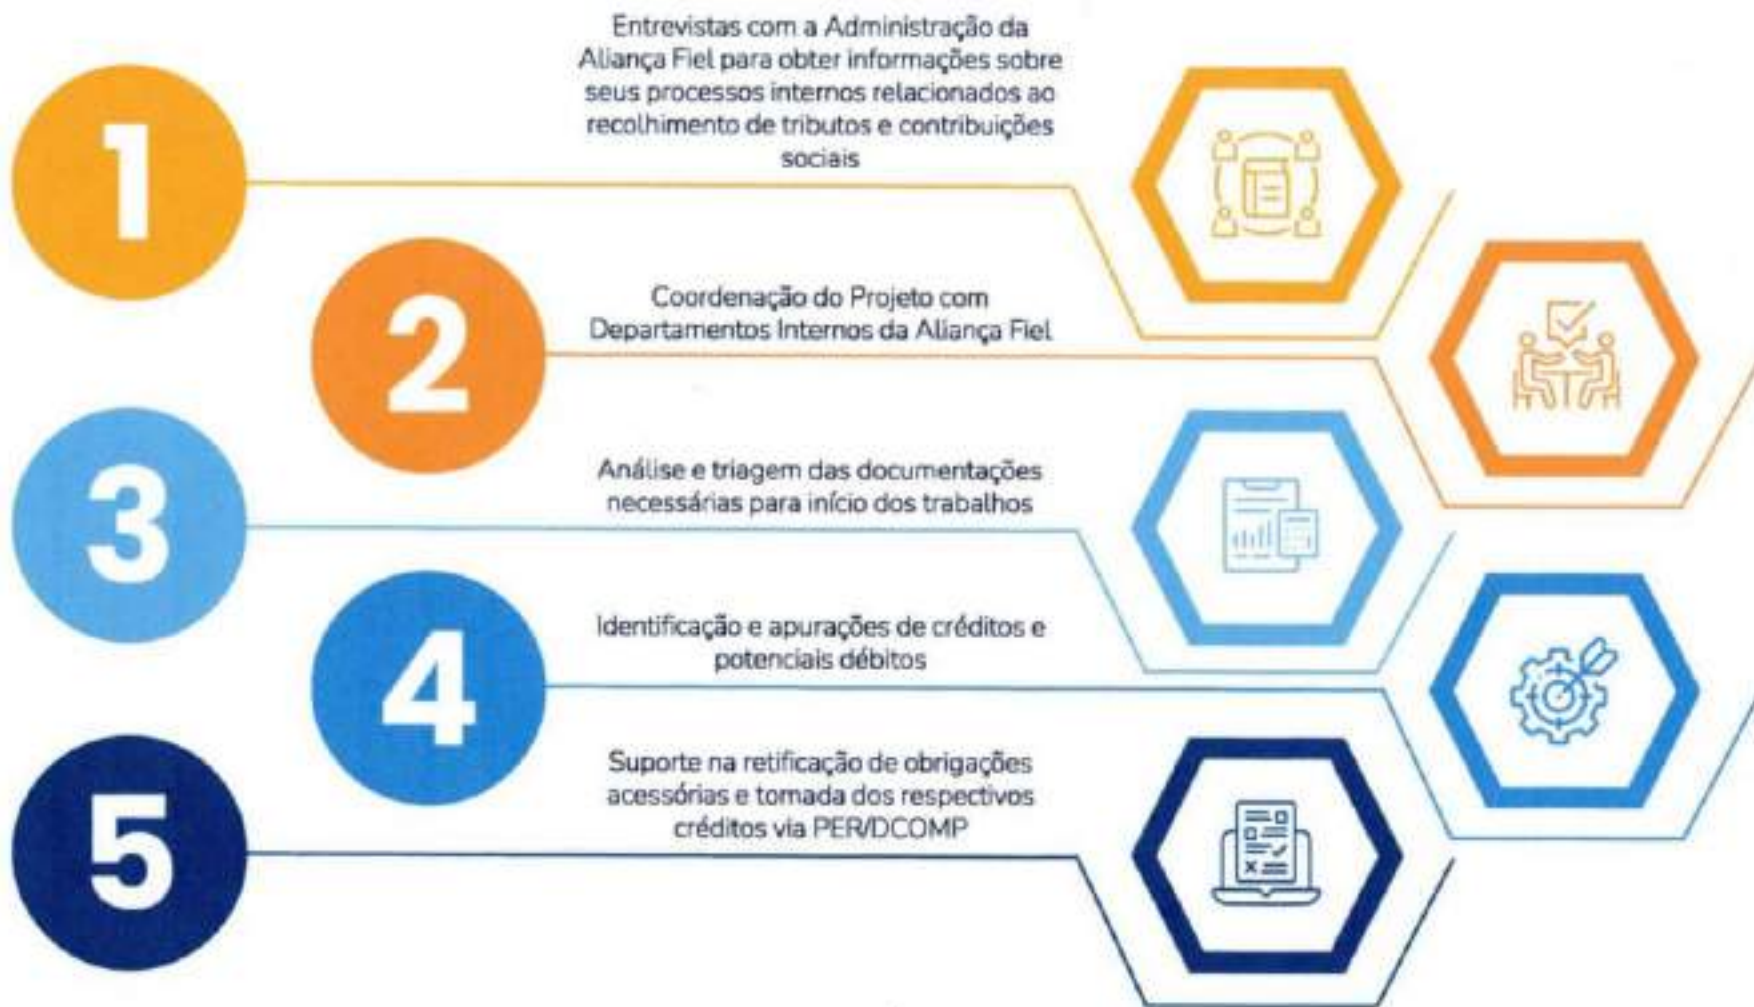 1
Entrevistas com a Administração da
Aliança Fiel para obter informações sobre
seus processos internos relacionados ao
recolhimento de tributos e contribuições
sociais
2
Coordenação do Projeto com
Departamentos Internos da Aliança Fiel
3
Análise e triagem das documentações
necessárias para início dos trabalhos
4
Identificação e apurações de créditos e
potenciais débitos
5
Suporte na retificação de obrigações
acessórias e tomada dos respectivos
créditos via PER/DCOMP